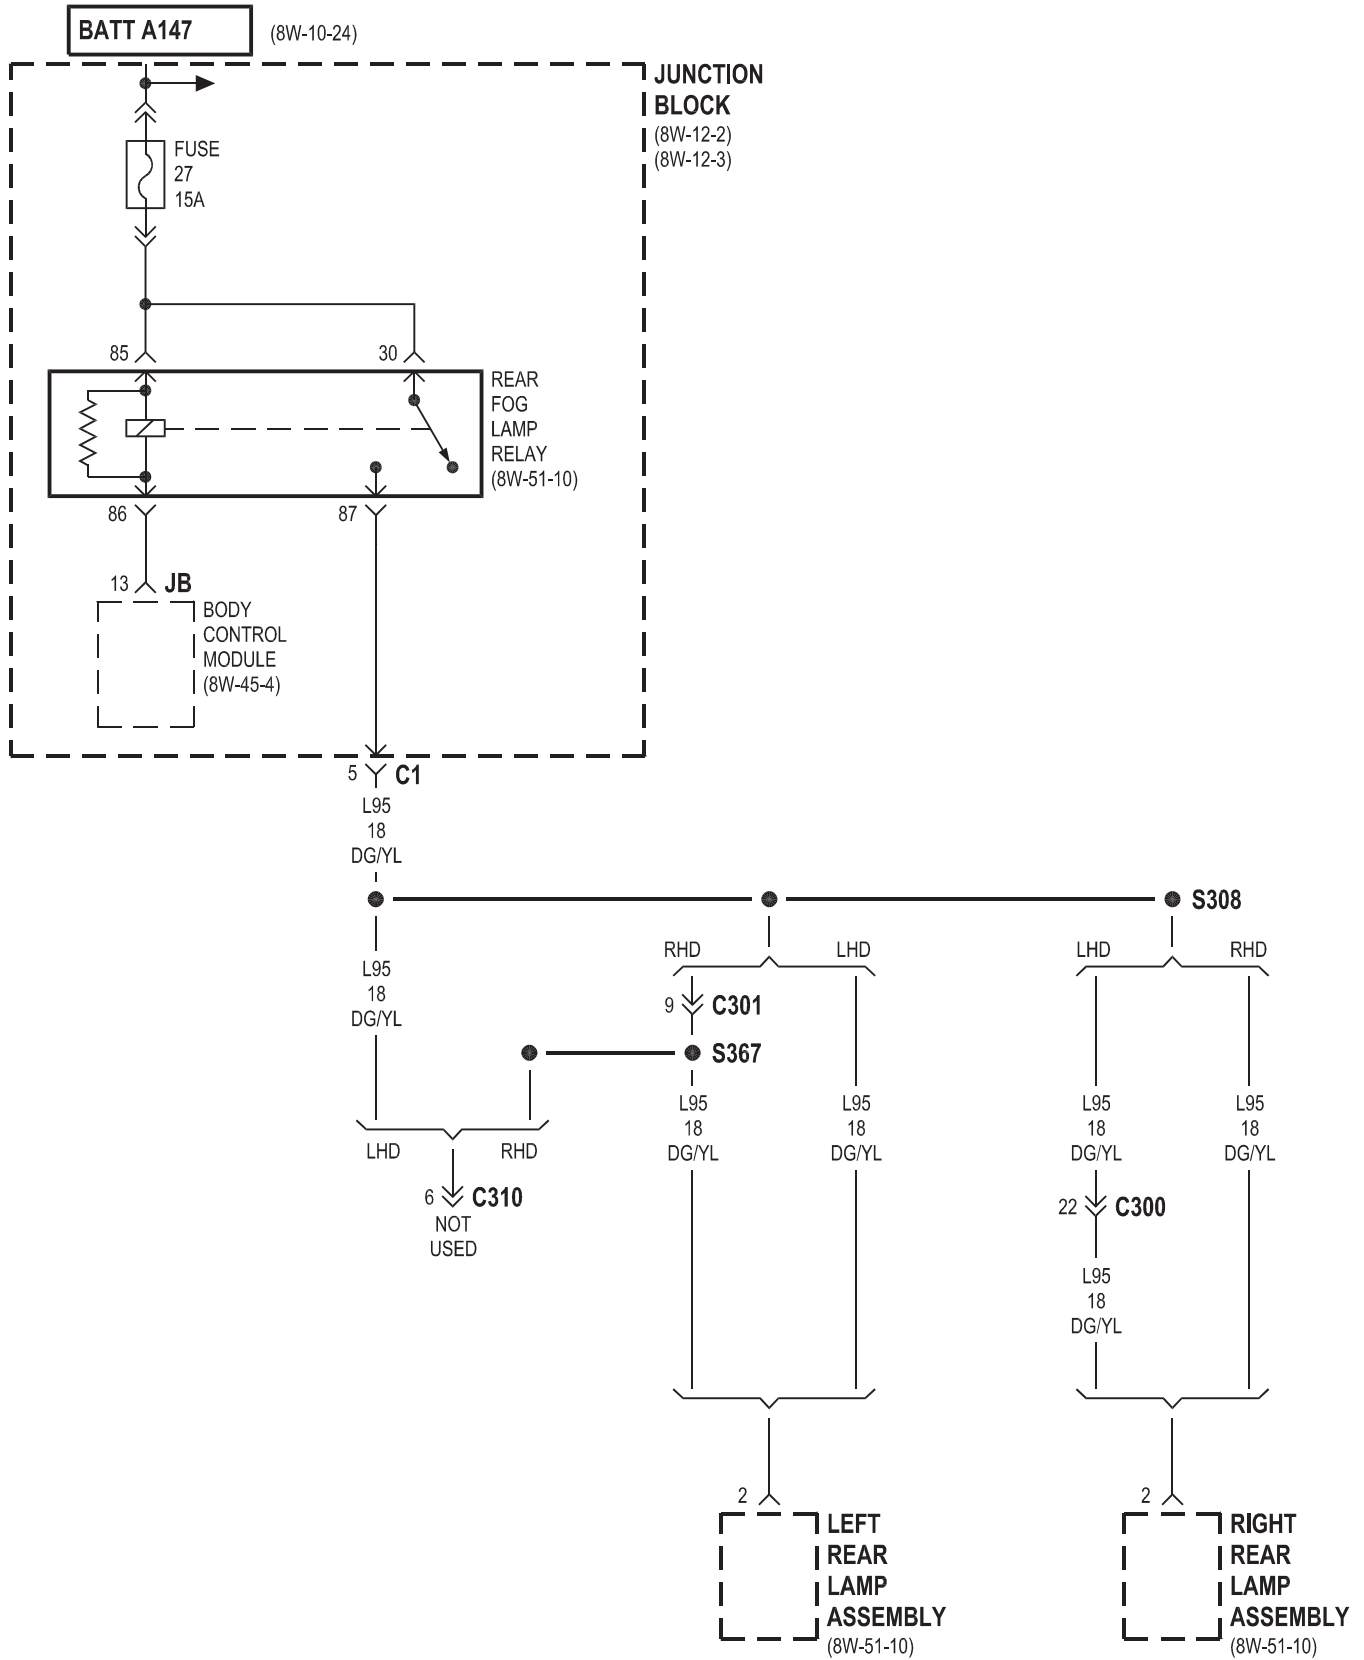 BATT A147
(8W-10-24)
JUNCTION
BLOCK
(8W-12-2)
(8W-12-3)
FUSE
27
15A
85
30
REAR
FOG
LAMP
RELAY
(8W-51-10)
86
87
13
JB
BODY
CONTROL
MODULE
(8W-45-4)
5
C1
L95
18
DG/YL
S308
L95
18
DG/YL
RHD
LHD
LHD
RHD
9
C301
S367
L95
18
DG/YL
L95
18
DG/YL
L95
18
DG/YL
L95
18
DG/YL
LHD
RHD
6
C310
NOT
USED
22
C300
L95
18
DG/YL
2
LEFT
REAR
LAMP
ASSEMBLY
(8W-51-10)
2
RIGHT
REAR
LAMP
ASSEMBLY
(8W-51-10)